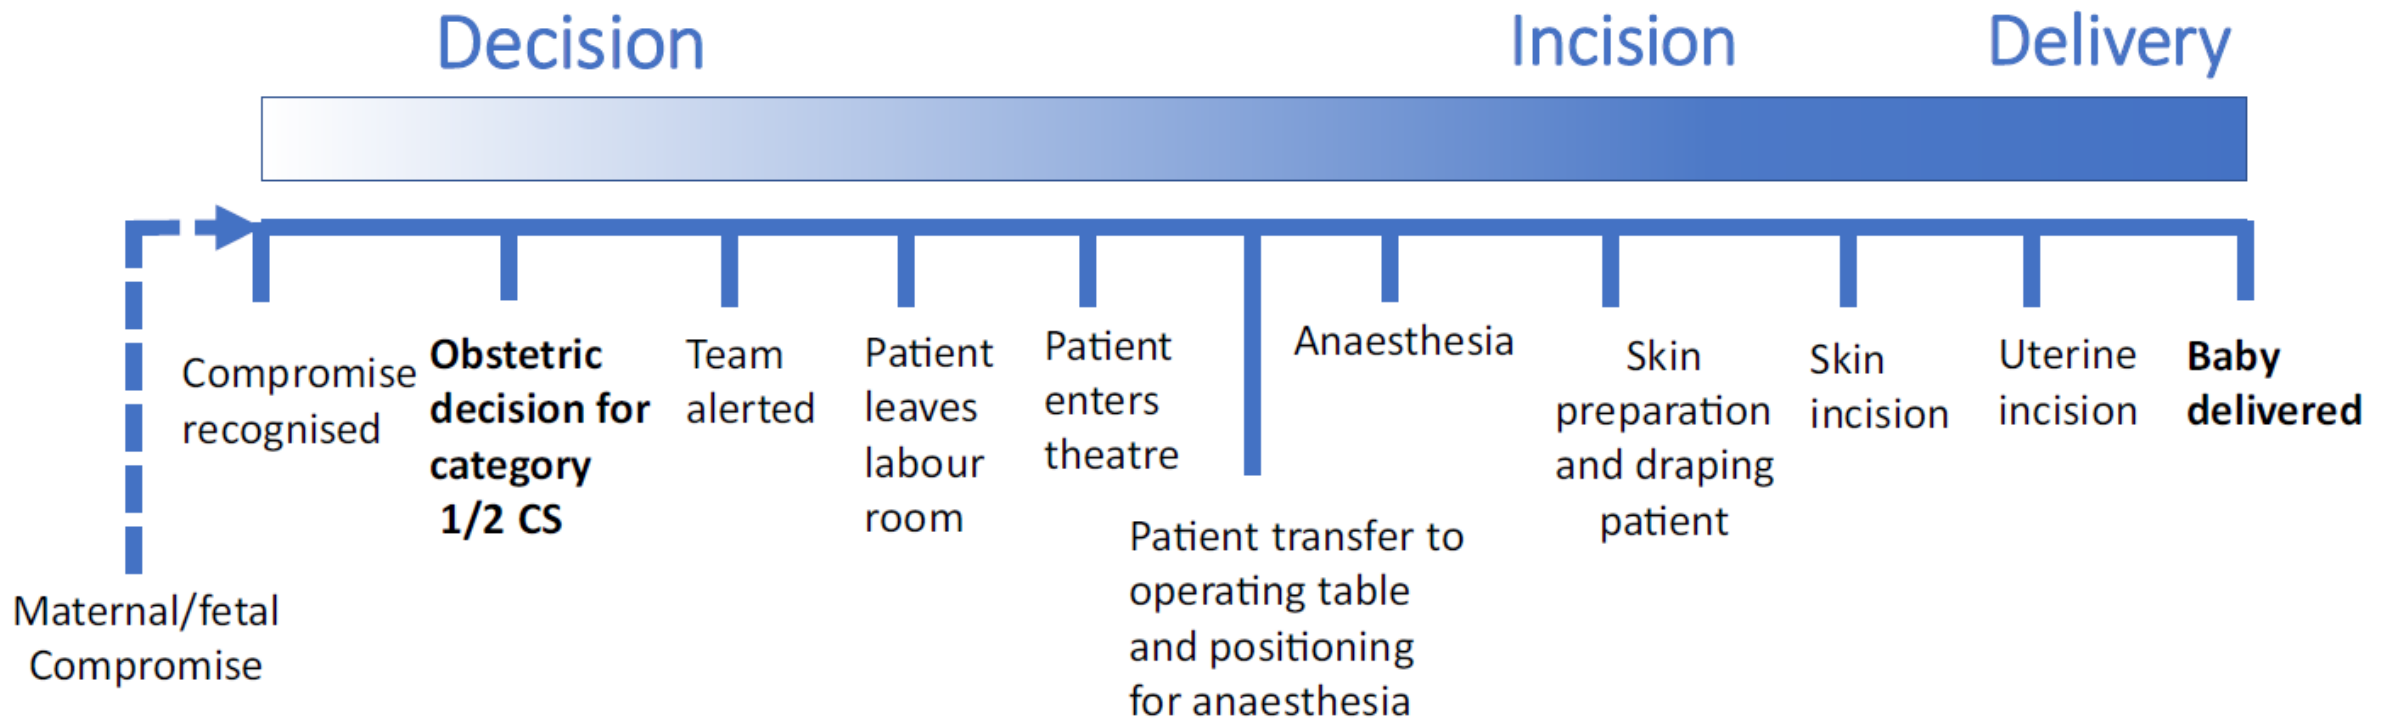 Decision
Incision
Delivery
Maternal/fetal
Compromise
Compromise
recognised
Obstetric
decision for
category
1/2 CS
Team
alerted
Patient
leaves
labour
room
Patient
enters
theatre
Patient transfer to
operating table
and positioning
for anaesthesia
Anaesthesia
Skin
preparation
and draping
patient
Skin
incision
Uterine
incision
Baby
delivered